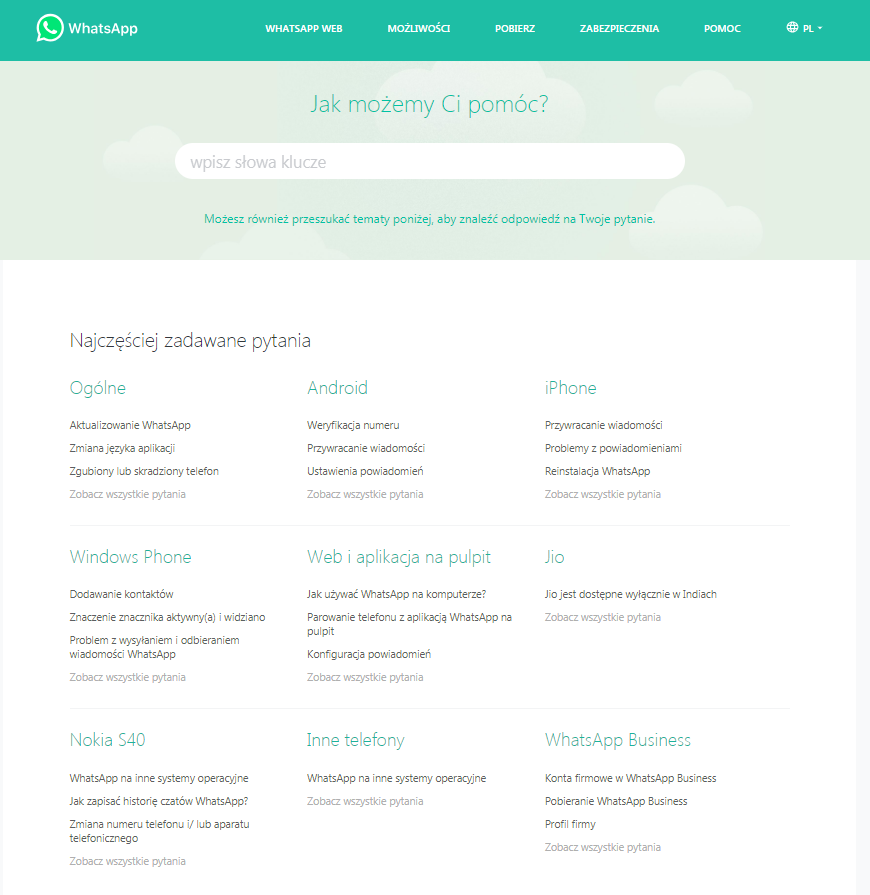 WhatsApp
WHATSAPP WEB
MOŻLIWOŚCI
POBIERZ
ZABEZPIECZENIA
POMOC
PL
Jak możemy Ci pomóc?
wpisz słowa klucze
Możesz również przeszukać tematy poniżej, aby znaleźć odpowiedź na Twoje pytanie.
Najczęściej zadawane pytania
Ogólne
Aktualizowanie WhatsApp
Zmiana języka aplikacji
Zgubiony lub skradziony telefon
Zobacz wszystkie pytania
Android
Weryfikacja numeru
Przywracanie wiadomości
Ustawienia powiadomień
Zobacz wszystkie pytania
iPhone
Przywracanie wiadomości
Problemy z powiadomieniami
Reinstalacja WhatsApp
Zobacz wszystkie pytania
Windows Phone
Dodawanie kontaktów
Znaczenie znacznika aktywny(a) i widziano
Problem z wysyłaniem i odbieraniem
wiadomości WhatsApp
Zobacz wszystkie pytania
Web i aplikacja na pulpit
Jak używać WhatsApp na komputerze?
Parowanie telefonu z aplikacją WhatsApp na
pulpit
Konfiguracja powiadomień
Zobacz wszystkie pytania
Jio
Jio jest dostępne wyłącznie w Indiach
Zobacz wszystkie pytania
Nokia S40
WhatsApp na inne systemy operacyjne
Jak zapisać historię czatów WhatsApp?
Zmiana numeru telefonu i/ lub aparatu
telefonicznego
Zobacz wszystkie pytania
Inne telefony
WhatsApp na inne systemy operacyjne
Zobacz wszystkie pytania
WhatsApp Business
Konta firmowe w WhatsApp Business
Pobieranie WhatsApp Business
Profil firmy
Zobacz wszystkie pytania